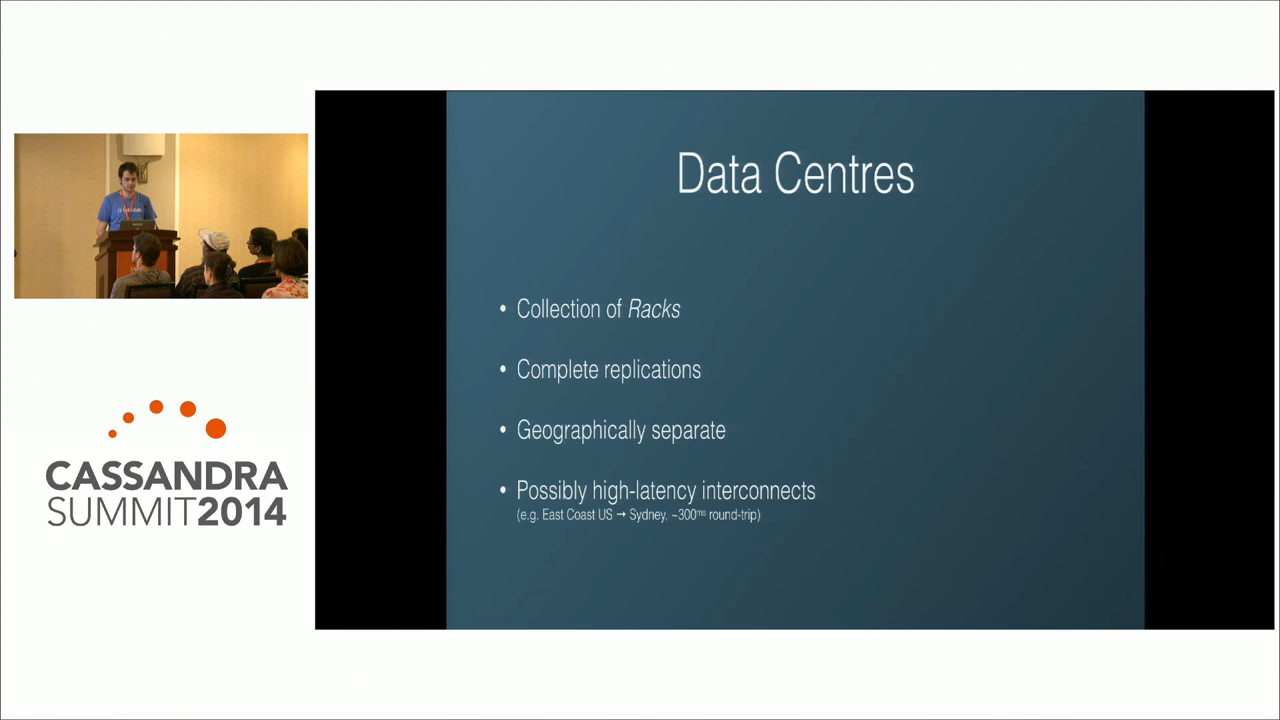 Data Centres
• Collection of Racks
• Complete replications
• Geographically separate
• Possibly high-latency interconnects
(e.g. East Coast US → Sydney, ~300ms round-trip)
CASSANDRA
SUMMIT2014